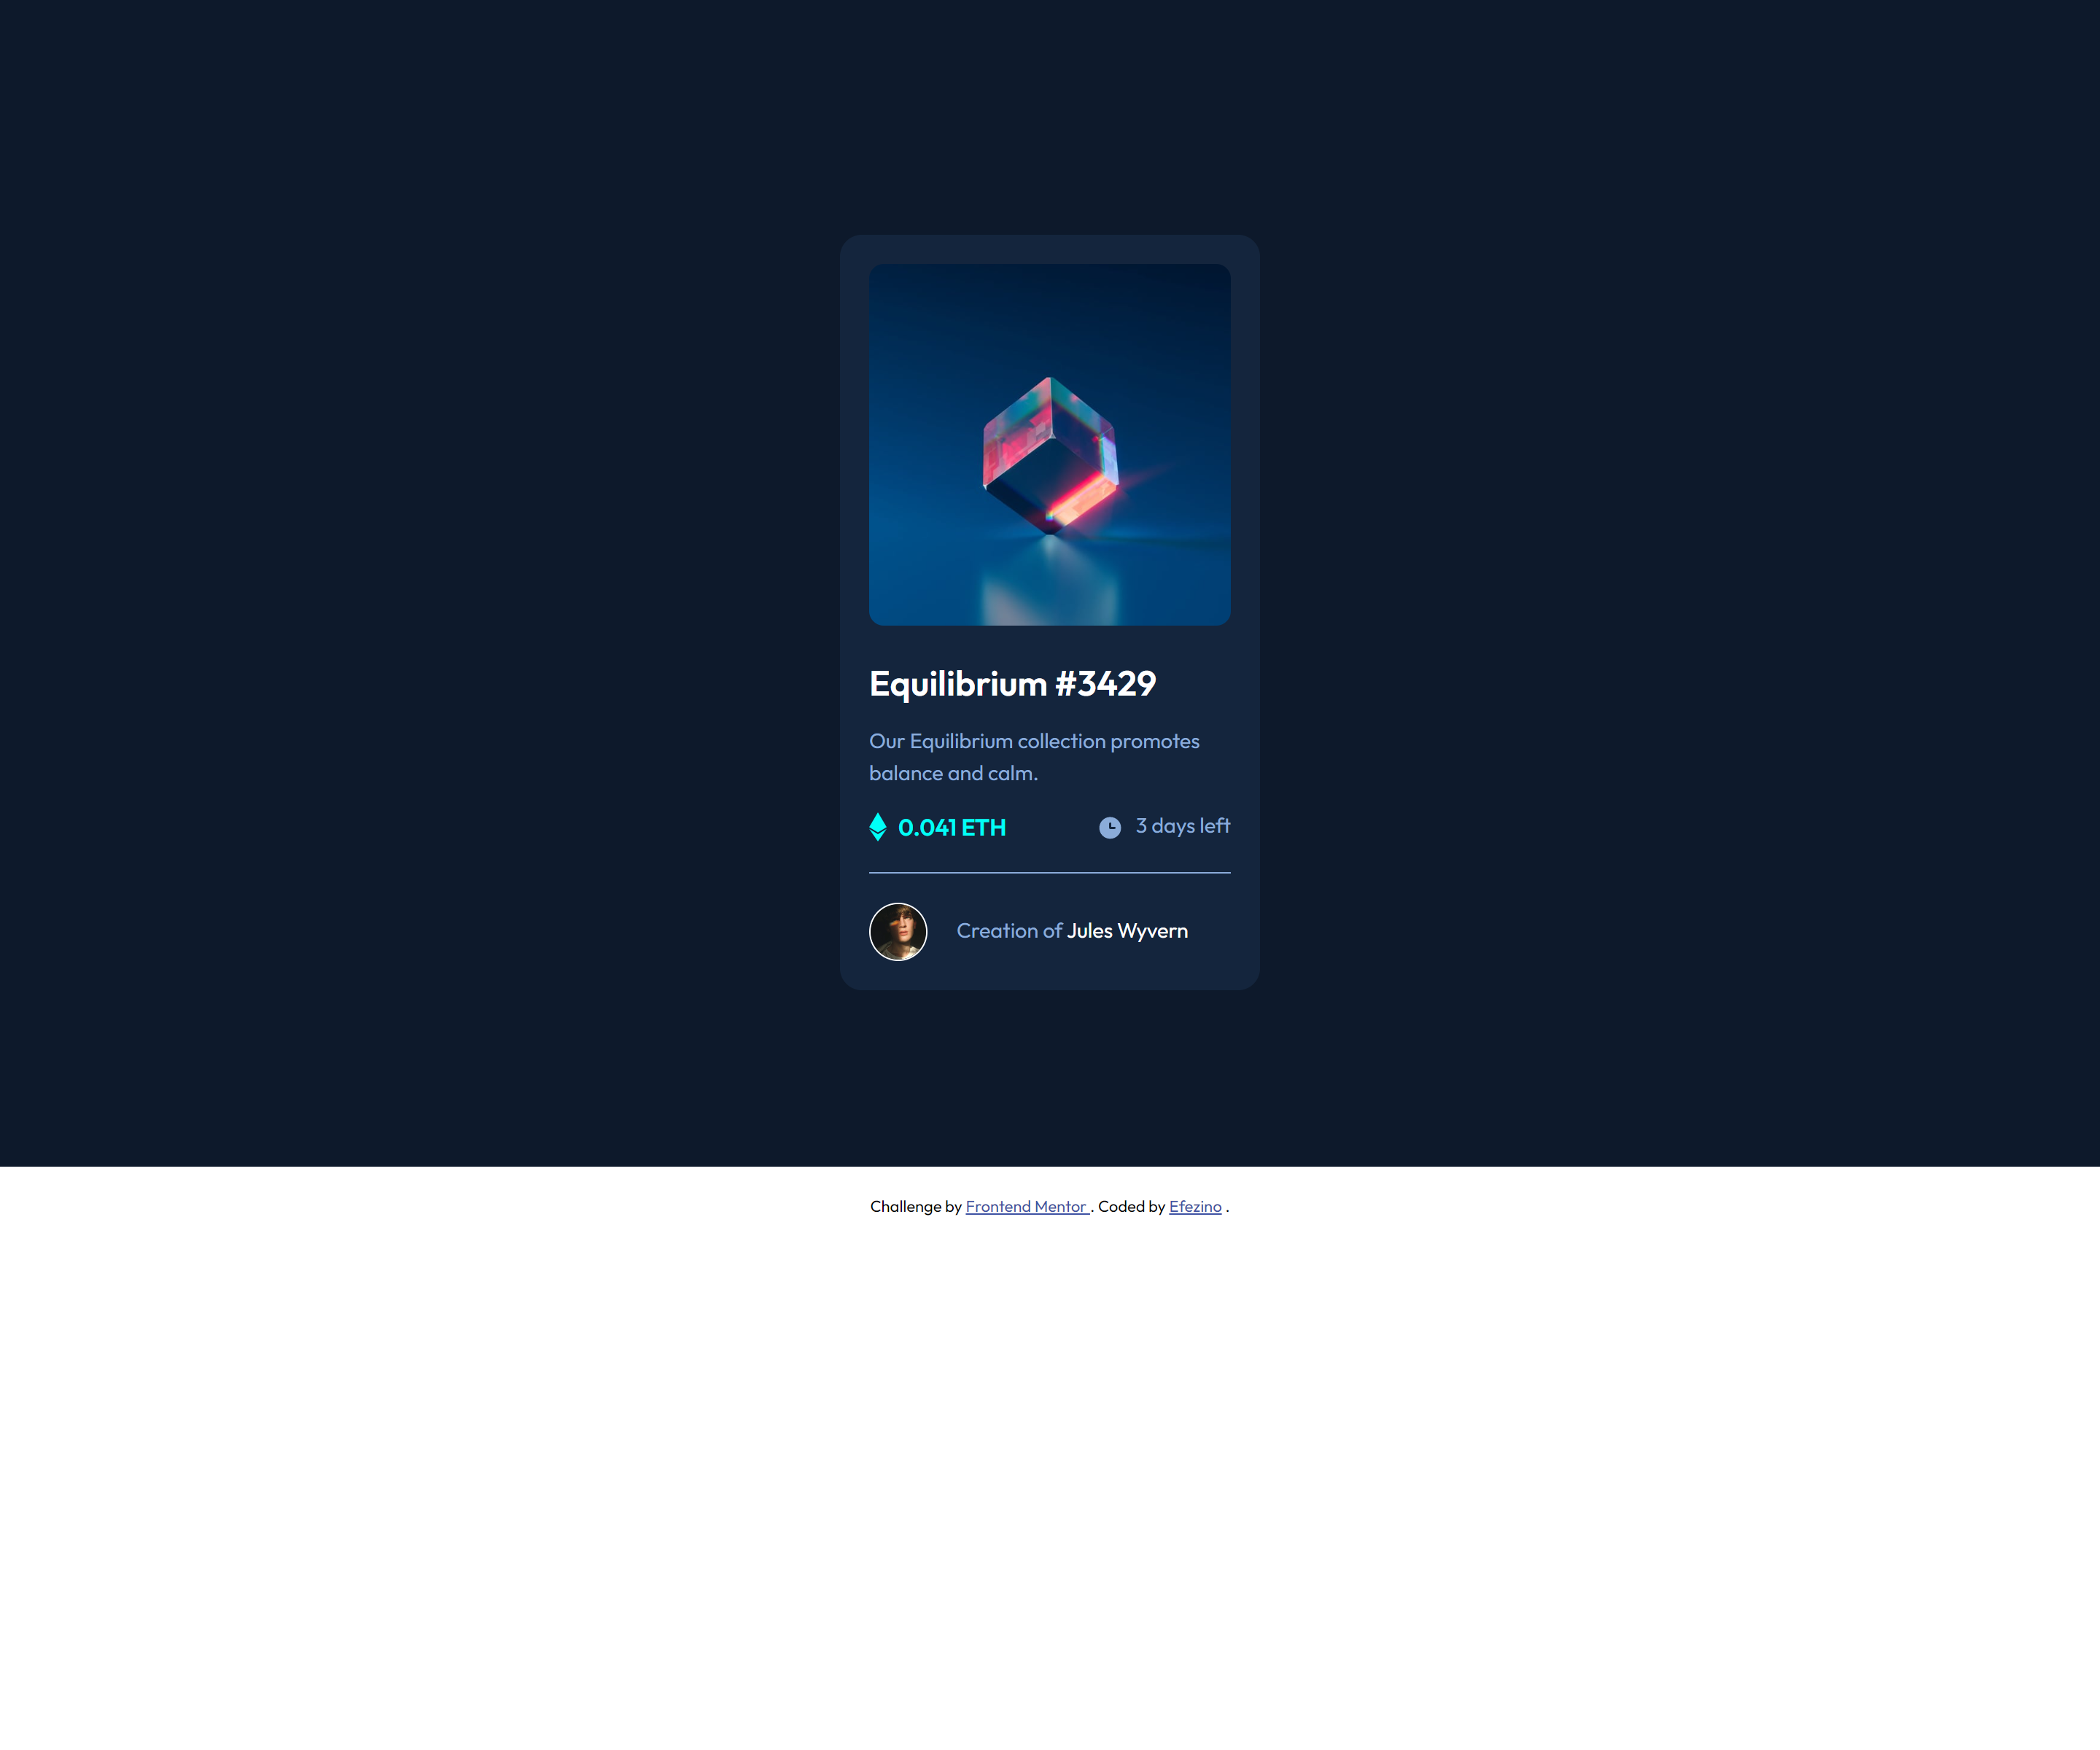 Equilibrium #3429
Our Equilibrium collection promotes
balance and calm.
0.041 ETH
3 days left
Creation of Jules Wyvern
Challenge by Frontend Mentor . Coded by Efezino .